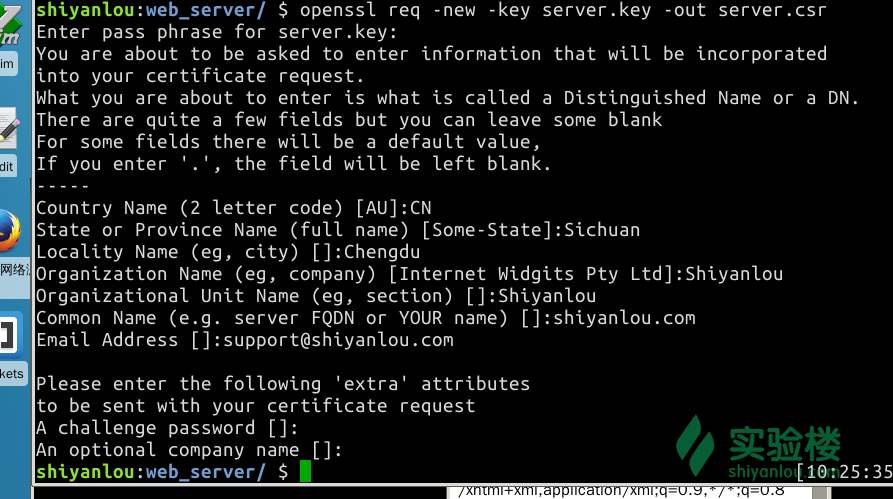 shiyanlou:web_server/ $ openssl req -new -key server.key -out server.csr
Enter pass phrase for server.key:
You are about to be asked to enter information that will be incorporated
into your certificate request.
What you are about to enter is what is called a Distinguished Name or a DN.
There are quite a few fields but you can leave some blank
For some fields there will be a default value,
If you enter '.', the field will be left blank.
-----
Country Name (2 letter code) [AU]:CN
State or Province Name (full name) [Some-State]:Sichuan
Locality Name (eg, city) []:Chengdu
Organization Name (eg, company) [Internet Widgits Pty Ltd]:Shiyanlou
Organizational Unit Name (eg, section) []:Shiyanlou
Common Name (e.g. server FQDN or YOUR name) []:shiyanlou.com
Email Address []:support@shiyanlou.com
Please enter the following 'extra' attributes
to be sent with your certificate request
A challenge password []:
An optional company name []:
shiyanlou:web_server/ $ [10:25:35
实验楼
shiyanlou.com
im
dit
网络
kets
/xhtml+xml,application/xml;q=0.9,*/*;q=0.8